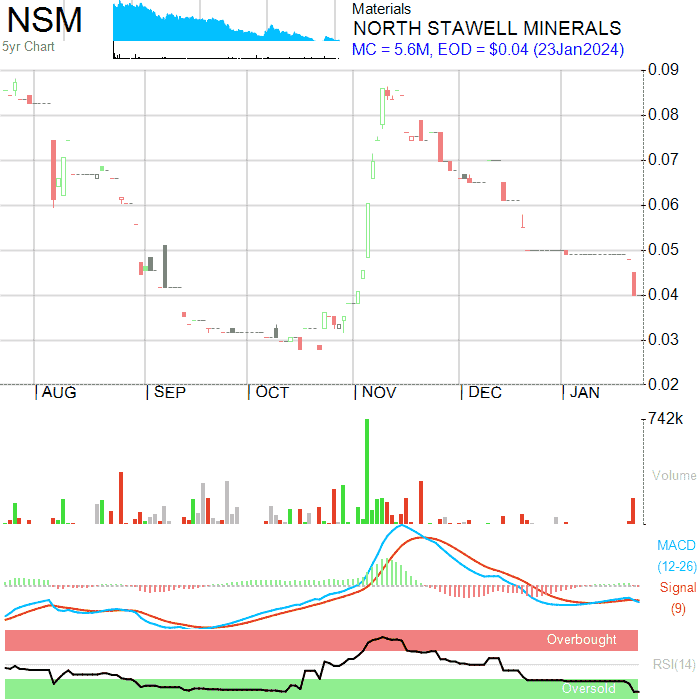 NSM
5yr Chart
Materials
NORTH STAWELL MINERALS
MC = 5.6M, EOD = $0.04 (23Jan2024)
0.09
0.08
0.07
0.06
0.05
0.04
0.03
0.02
AUG SEP OCT NOV DEC JAN
742k
Volume
MACD
(12-26)
Signal
(9)
Overbought
RSI(14)
Oversold